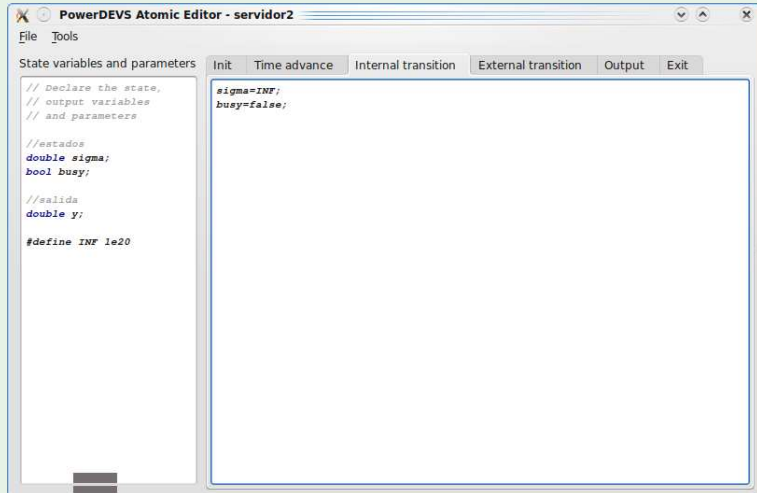 PowerDEVS Atomic Editor - servidor2
File Tools
State variables and parameters
Init Time advance Internal transition External transition Output Exit
// Declare the state,
// output variables
// and parameters
//estados
double sigma;
bool busy;
//salida
double y;
#define INF 1e20
sigma=INF;
busy=false;